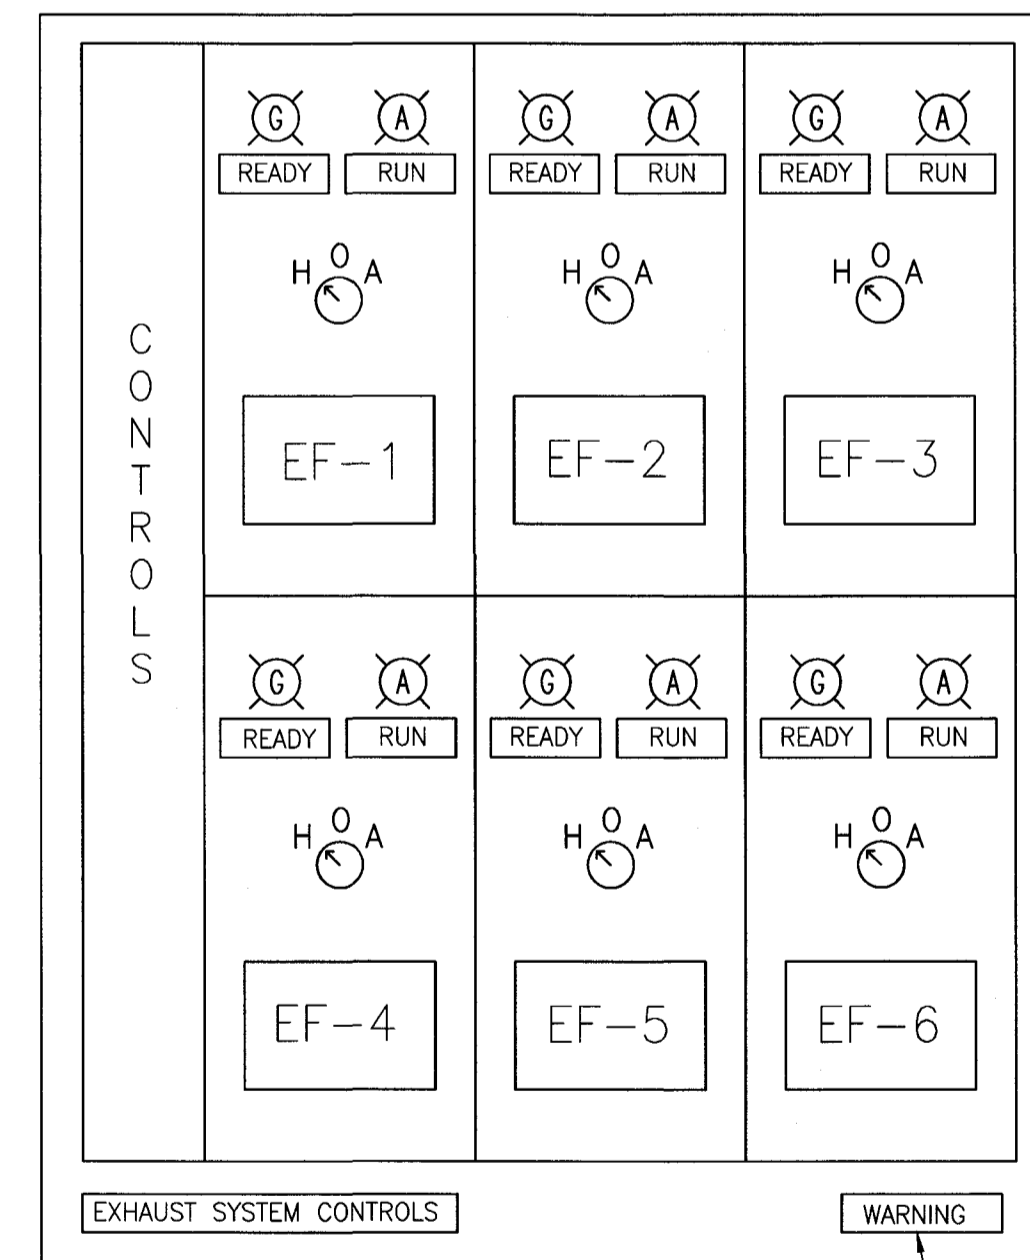 G A G A G A
READY RUN READY RUN READY RUN
O O O
H A H A H A
CONTROLS
EF-1 EF-2 EF-3
G A G A G A
READY RUN READY RUN READY RUN
O O O
H A H A H A
EF-4 EF-5 EF-6
EXHAUST SYSTEM CONTROLS WARNING